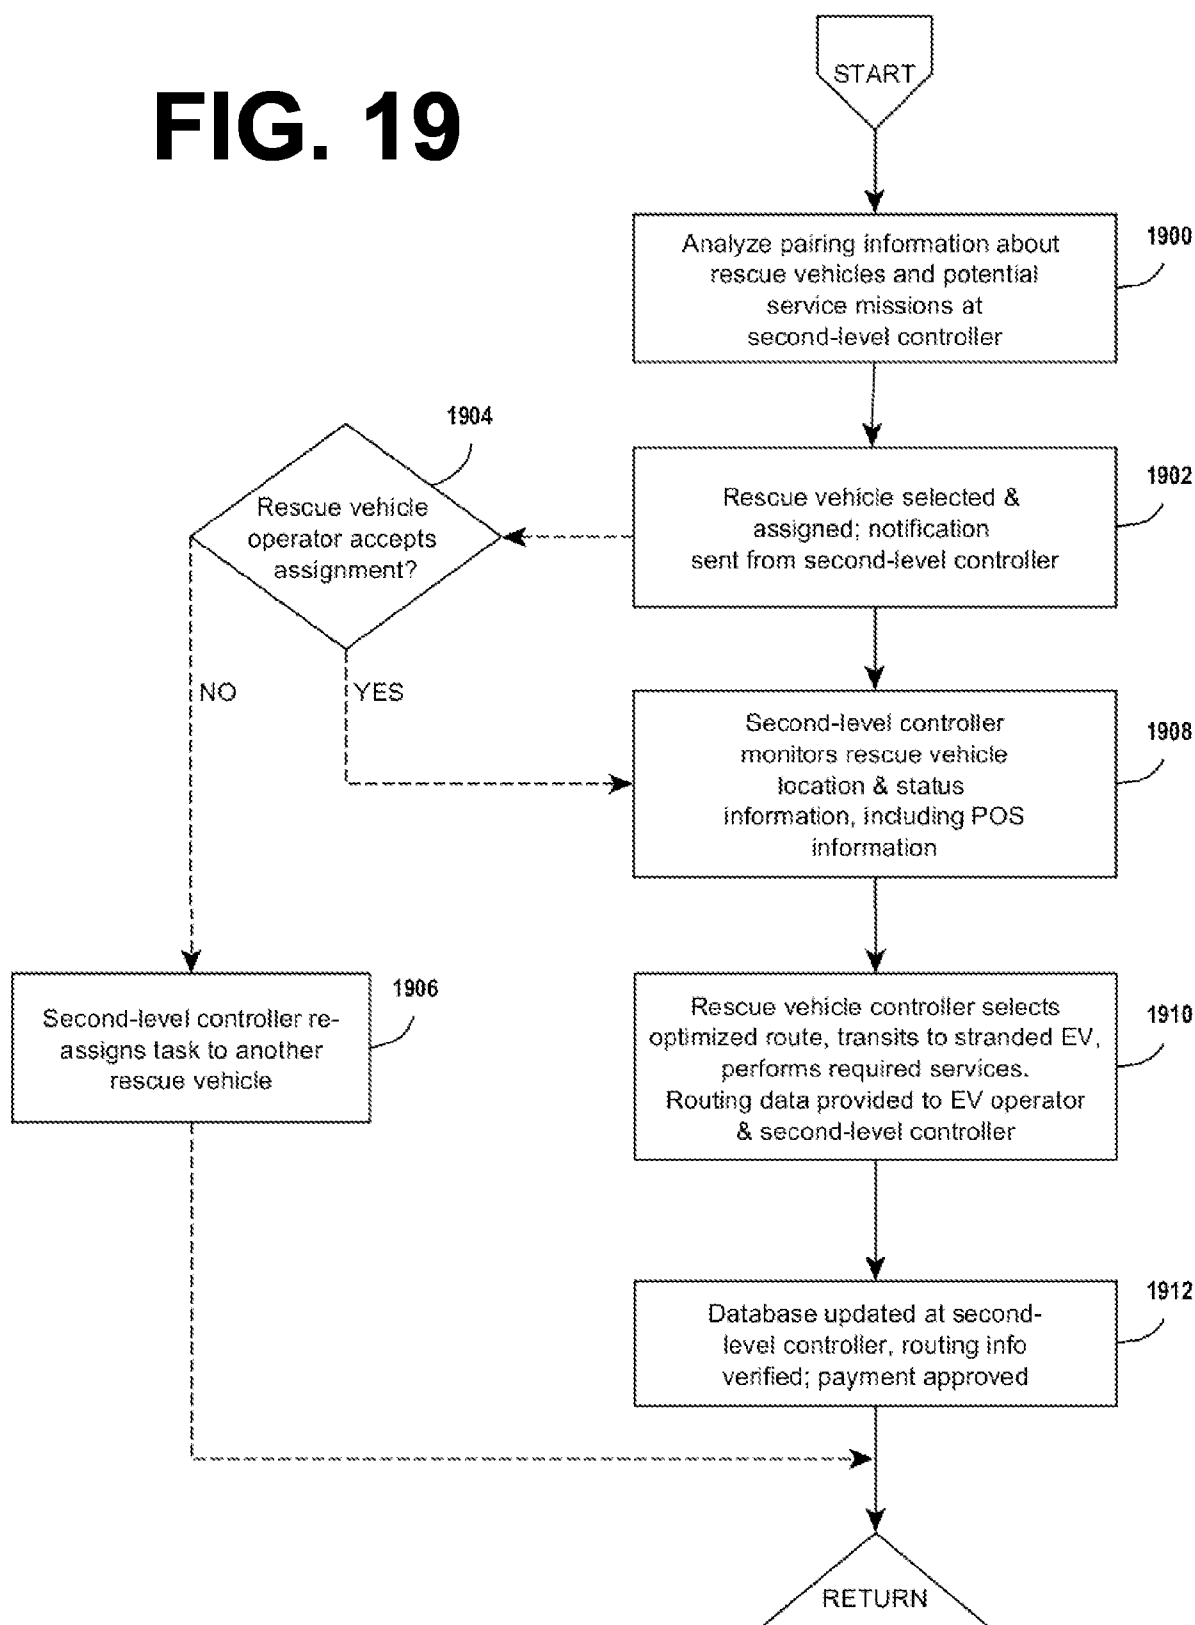 FIG. 19
START
1900
Analyze pairing information about
rescue vehicles and potential
service missions at
second-level controller
1902
Rescue vehicle selected &
assigned; notification
sent from second-level controller
1904
Rescue vehicle
operator accepts
assignment?
NO
YES
1908
Second-level controller
monitors rescue vehicle
location & status
information, including POS
information
1906
Second-level controller re-
assigns task to another
rescue vehicle
1910
Rescue vehicle controller selects
optimized route, transits to stranded EV,
performs required services.
Routing data provided to EV operator
& second-level controller
1912
Database updated at second-
level controller, routing info
verified; payment approved
RETURN